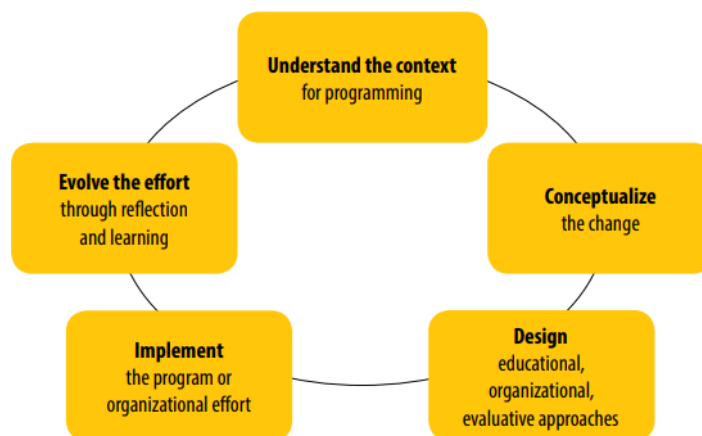 Understand the context
for programming
Conceptualize
the change
Design
educational,
organizational,
evaluative approaches
Implement
the program or
organizational effort
Evolve the effort
through reflection
and learning